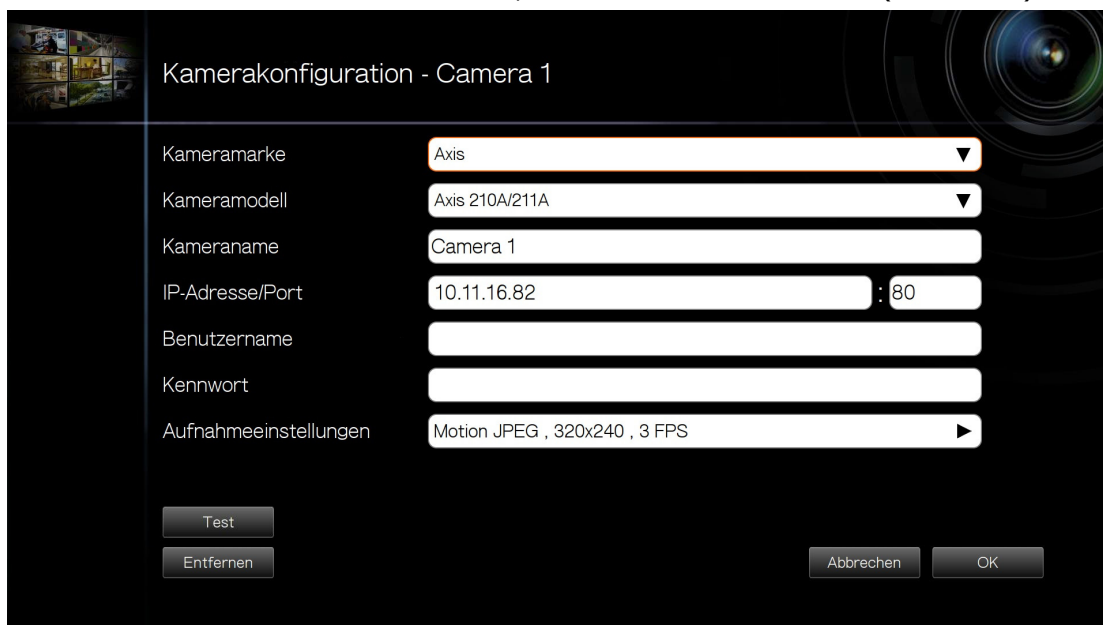 Kamerakonfiguration - Camera 1
Kameramarke Axis ▼
Kameramodell Axis 210A/211A ▼
Kameraname Camera 1
IP-Adresse/Port 10.11.16.82 : 80
Benutzername
Kennwort
Aufnahmeeinstellungen Motion JPEG , 320x240 , 3 FPS ▶
Test
Entfernen Abbrechen OK